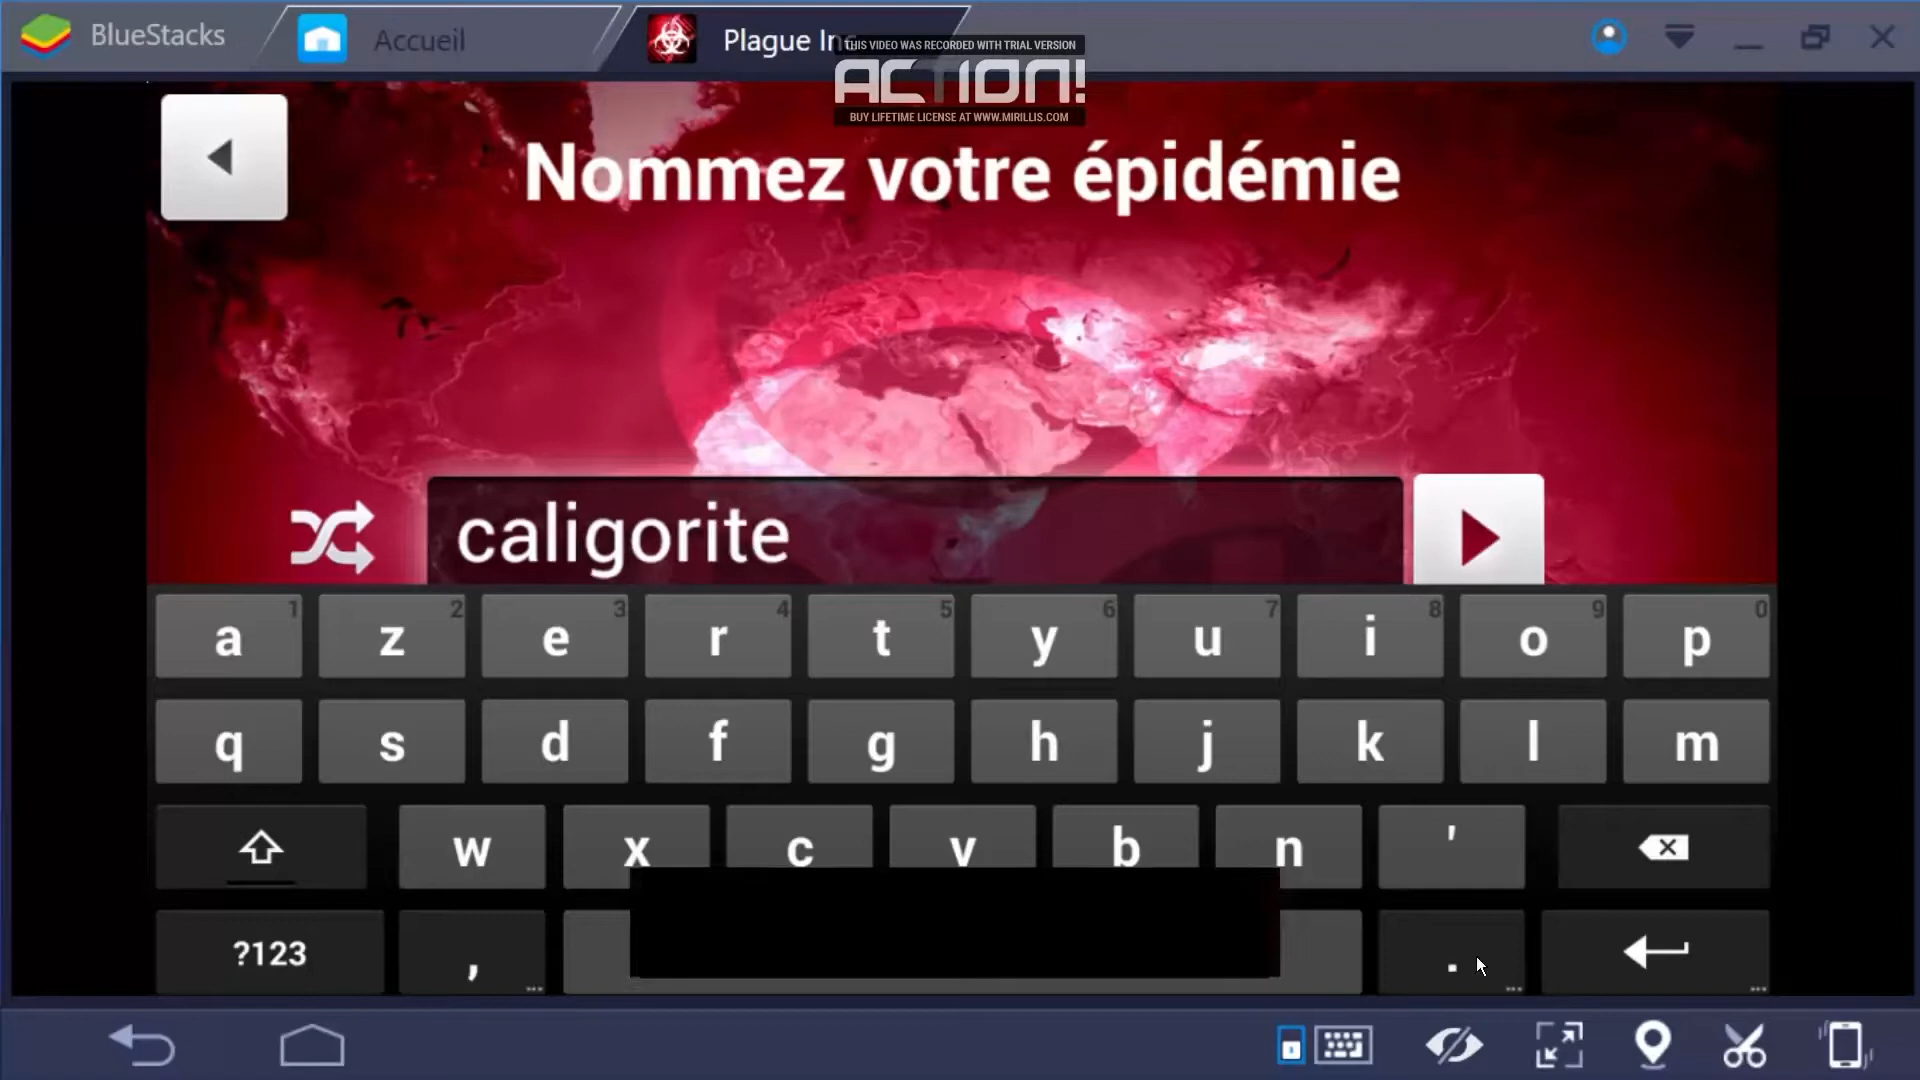 BlueStacks
Accueil
Plague Inc
THIS VIDEO WAS RECORDED WITH TRIAL VERSION
ACTION!
BUY LIFETIME LICENSE AT WWW.MIRILLIS.COM
Nommez votre épidémie
caligorite
1 2 3 4 5 6 7 8 9 0
a z e r t y u i o p
q s d f g h j k l m
w x c v b n '
?123 , ... . ... ...